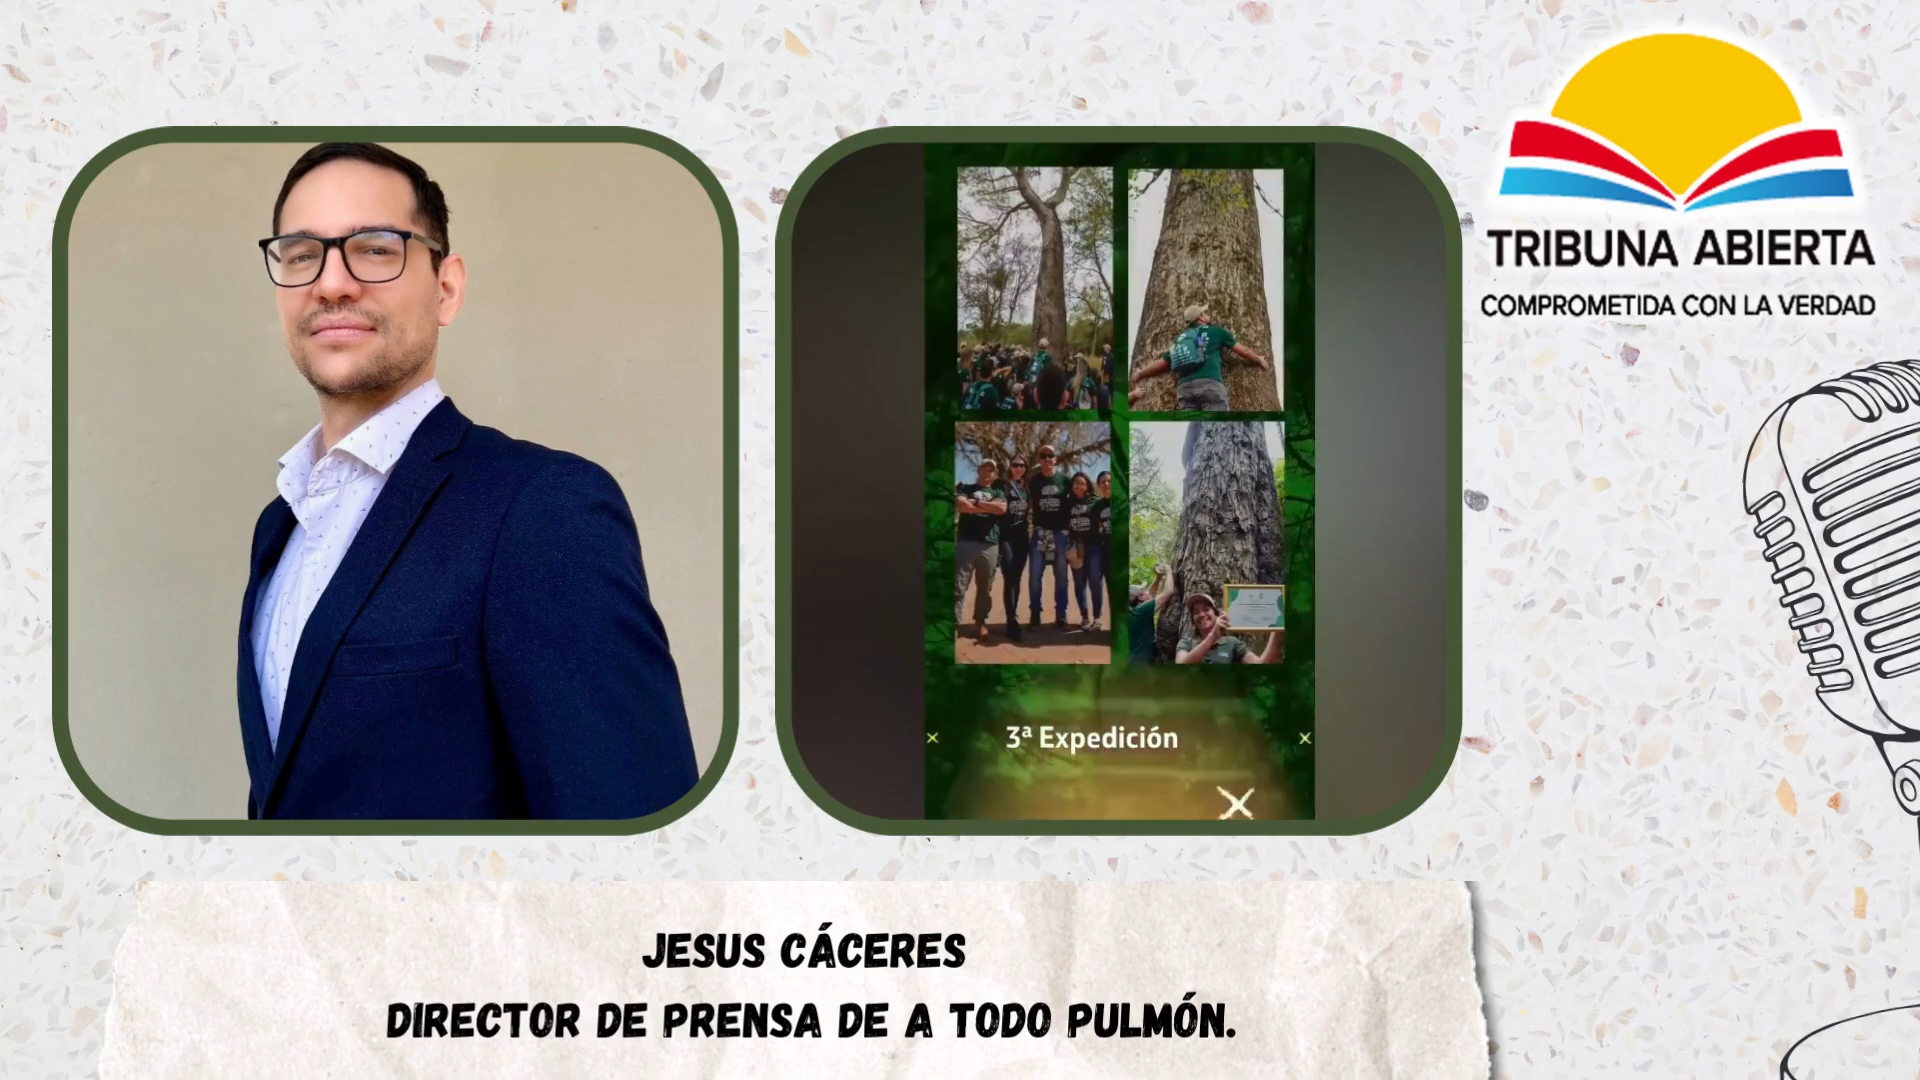 TRIBUNA ABIERTA
COMPROMETIDA CON LA VERDAD
3ª Expedición
JESUS CÁCERES
DIRECTOR DE PRENSA DE A TODO PULMÓN.